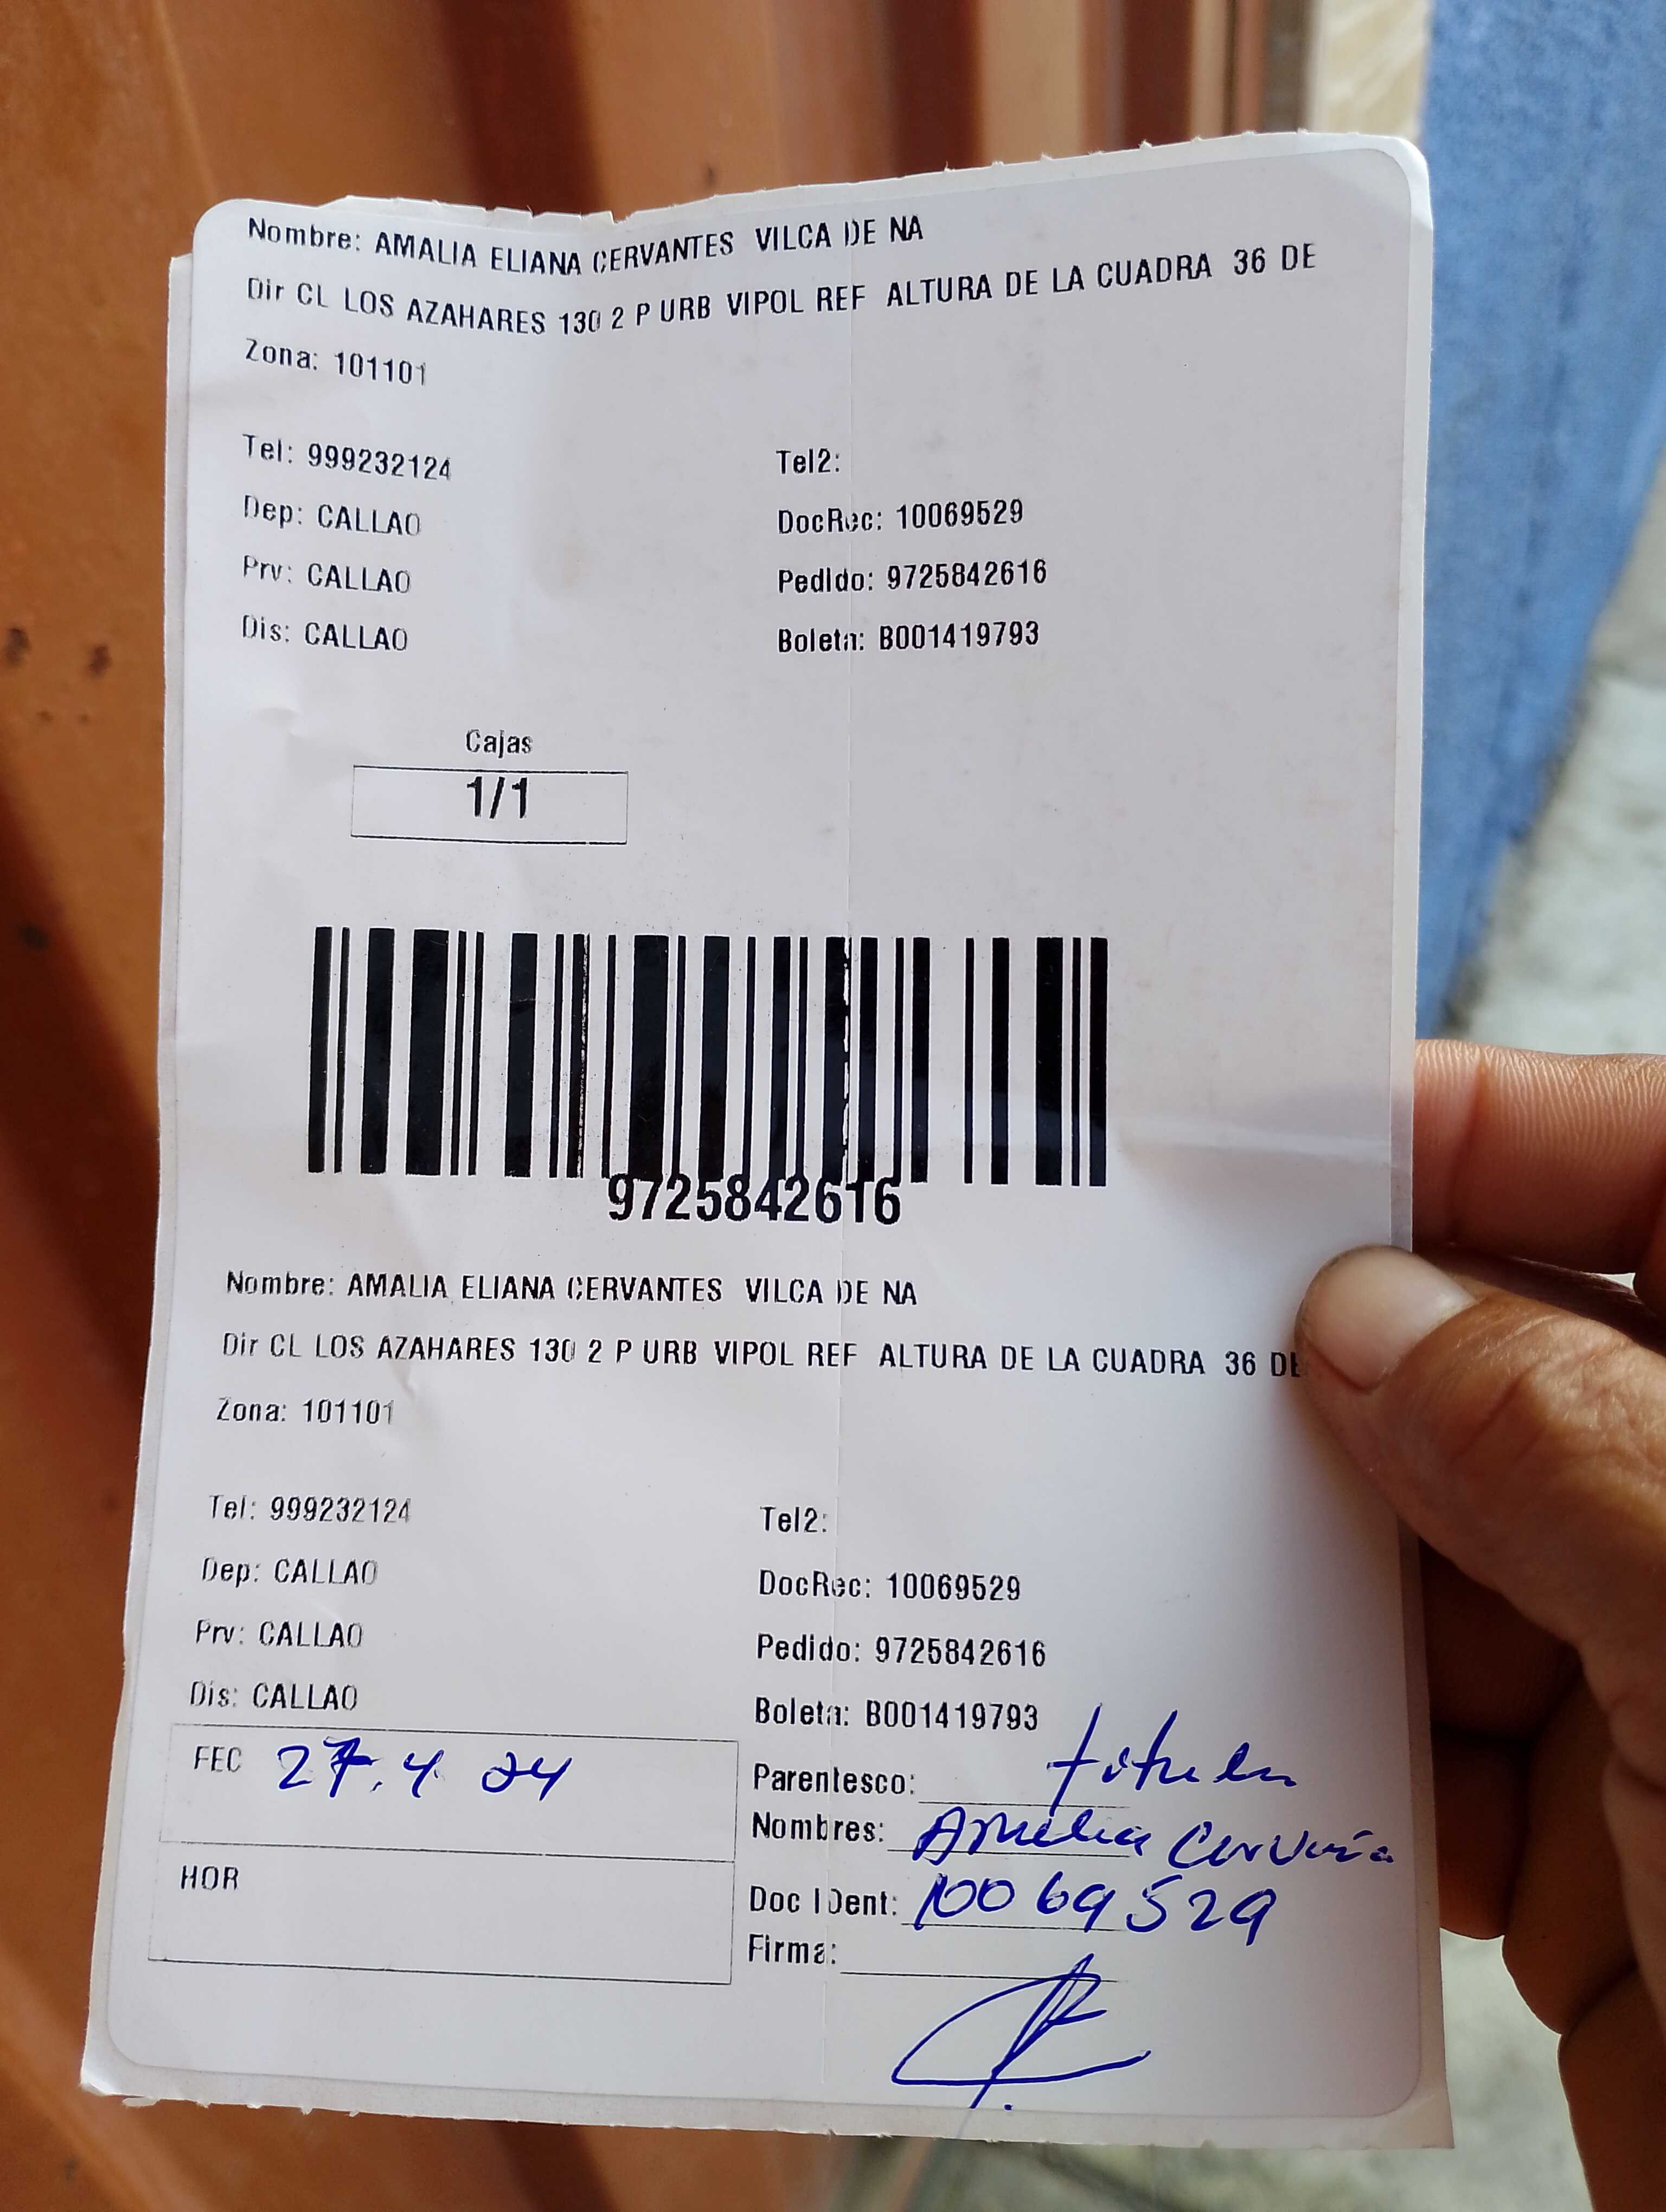 Nombre: AMALIA ELIANA CERVANTES VILCA DE NA
Dir CL LOS AZAHARES 130 2 P URB VIPOL REF ALTURA DE LA CUADRA 36 DE
Zona: 101101
Tel: 999232124 Tel2:
Dep: CALLAO DocRec: 10069529
Prv: CALLAO Pedido: 9725842616
Dis: CALLAO Boleta: B001419793
Cajas
1/1
9725842616
Nombre: AMALIA ELIANA CERVANTES VILCA DE NA
Dir CL LOS AZAHARES 130 2 P URB VIPOL REF ALTURA DE LA CUADRA 36 DE
Zona: 101101
Tel: 999232124 Tel2:
Dep: CALLAO DocRec: 10069529
Prv: CALLAO Pedido: 9725842616
Dis: CALLAO Boleta: B001419793
FEC 27.4 24 Parentesco: titular
Nombres: Amelia
HOR Doc IDent: 10069529
Firma: